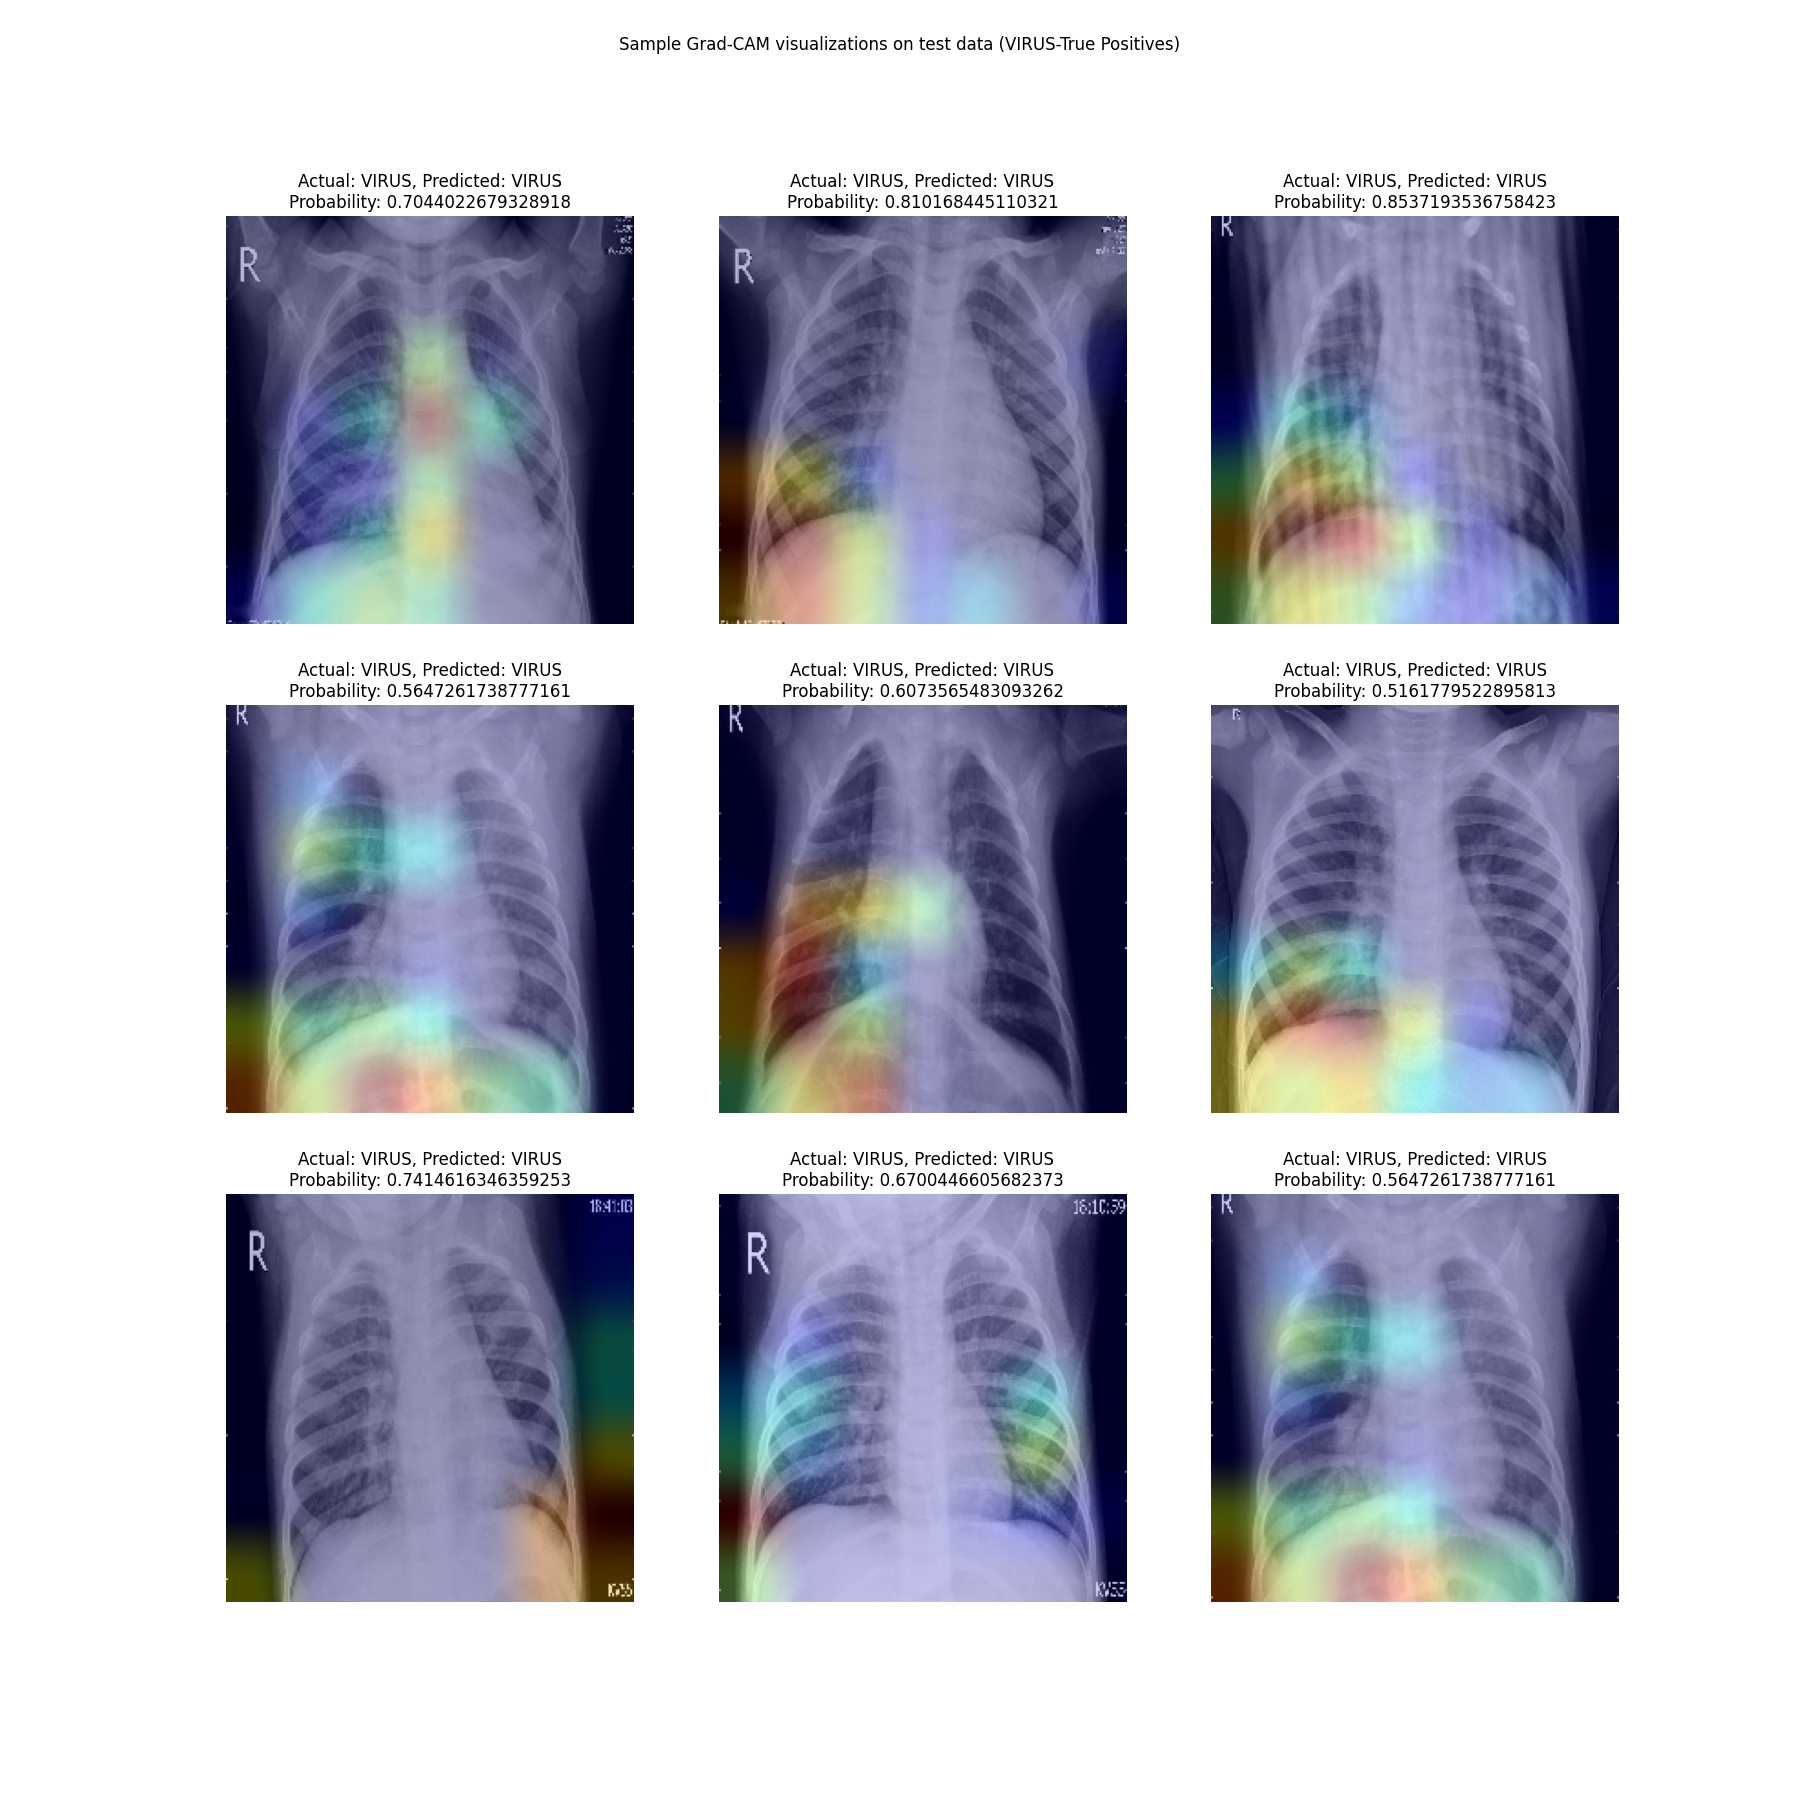 Sample Grad-CAM visualizations on test data (VIRUS-True Positives)
Actual: VIRUS, Predicted: VIRUS
Probability: 0.7044022679328918
R
Actual: VIRUS, Predicted: VIRUS
Probability: 0.810168445110321
R
Actual: VIRUS, Predicted: VIRUS
Probability: 0.8537193536758423
R
Actual: VIRUS, Predicted: VIRUS
Probability: 0.5647261738777161
R
Actual: VIRUS, Predicted: VIRUS
Probability: 0.6073565483093262
R
Actual: VIRUS, Predicted: VIRUS
Probability: 0.5161779522895813
R
Actual: VIRUS, Predicted: VIRUS
Probability: 0.7414616346359253
18:41:03
R
Actual: VIRUS, Predicted: VIRUS
Probability: 0.6700446605682373
R
Actual: VIRUS, Predicted: VIRUS
Probability: 0.5647261738777161
R